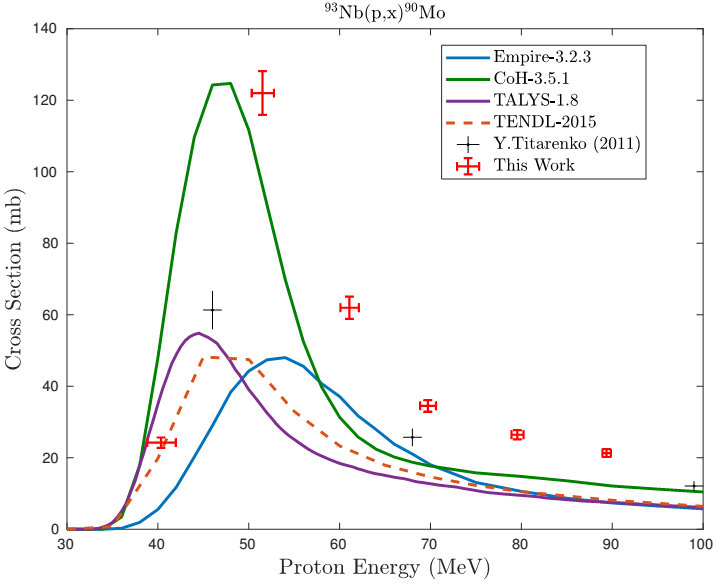 ⁹³Nb(p,x)⁹⁰Mo
140
120
100
80
60
40
20
0
Cross Section (mb)
Empire-3.2.3
CoH-3.5.1
TALYS-1.8
TENDL-2015
Y.Titarenko (2011)
This Work
30 40 50 60 70 80 90 100
Proton Energy (MeV)